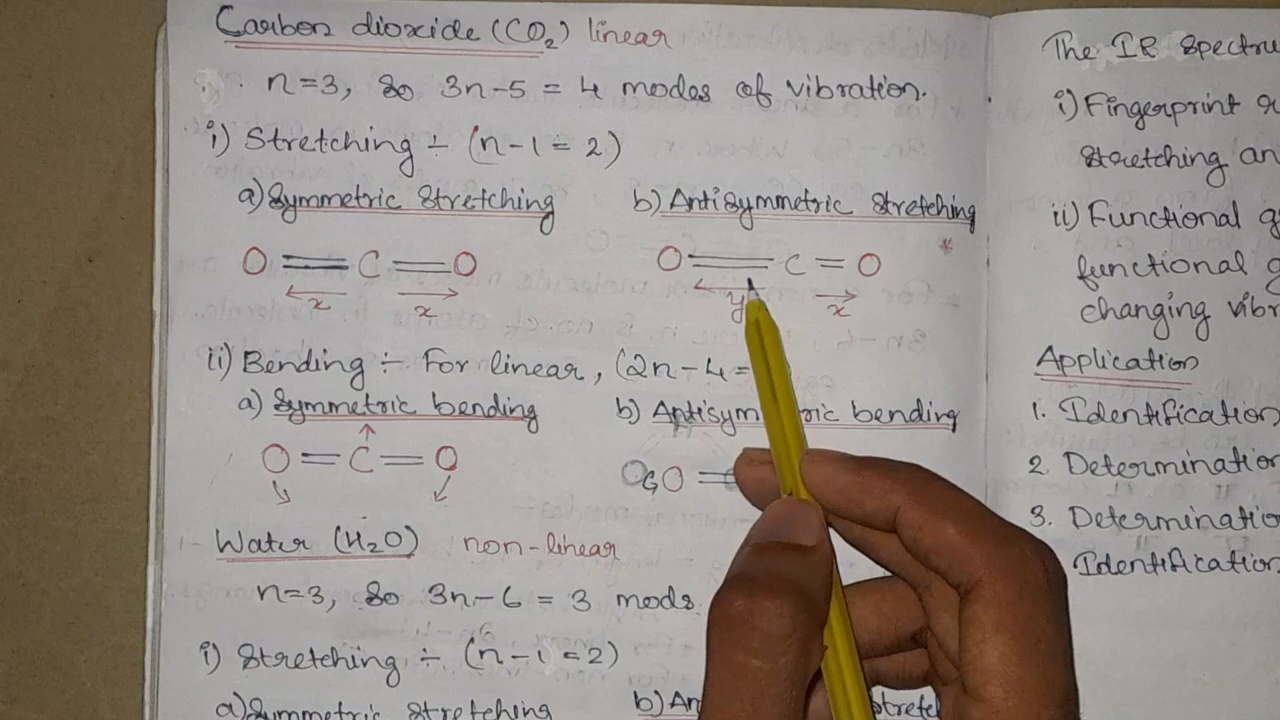 Carbon dioxide (CO₂) linear
n=3, so 3n-5 = 4 modes of vibration.
i) Stretching ÷ (n-1=2)
a) Symmetric Stretching b) Antisymmetric Stretching
O = C = O O = C = O *
x x y x
ii) Bending ÷ For linear, (2n-4=
a) Symmetric bending b) Antisym ric bending
O = C = O O =
Water (H₂O) non-linear
n=3, so 3n-6 = 3 mods.
i) Stretching ÷ (n-1=2)
a) Symmetric Stretching b) An
The IR Spectru
i) Fingerprint
Stretching an
ii) Functional g
functional g
changing vibr
Application
1. Identification
2. Determination
3. Determinatio
Identification